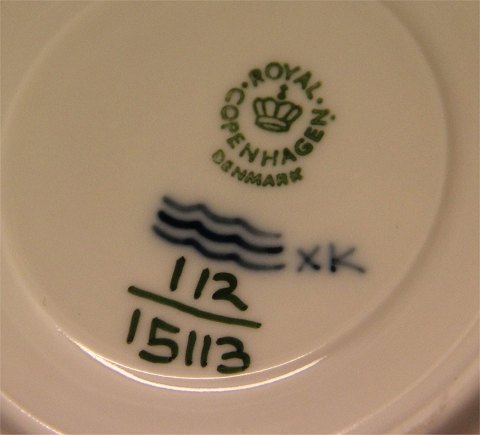 ROYAL
COPENHAGEN
DENMARK
XK
112
15113